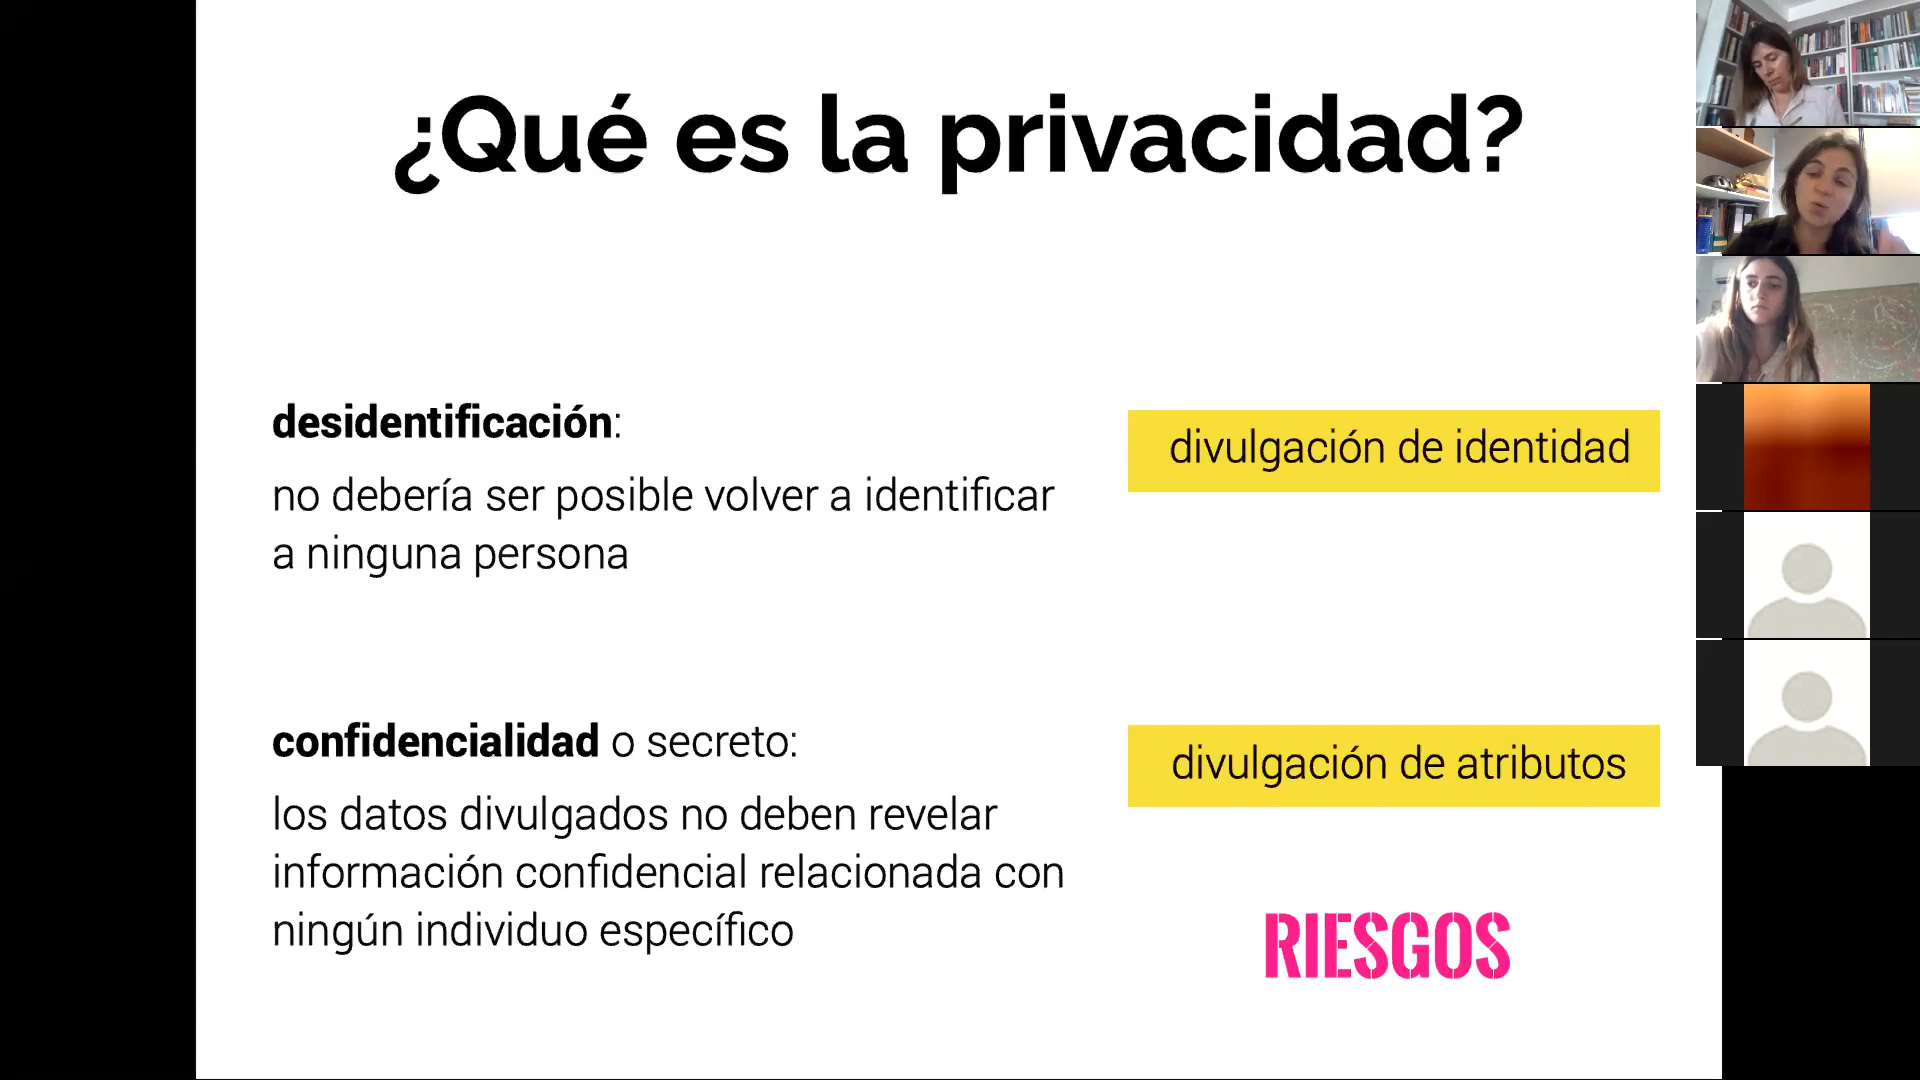 ¿Qué es la privacidad?
desidentificación:
no debería ser posible volver a identificar
a ninguna persona
divulgación de identidad
confidencialidad o secreto:
los datos divulgados no deben revelar
información confidencial relacionada con
ningún individuo específico
divulgación de atributos
RIESGOS